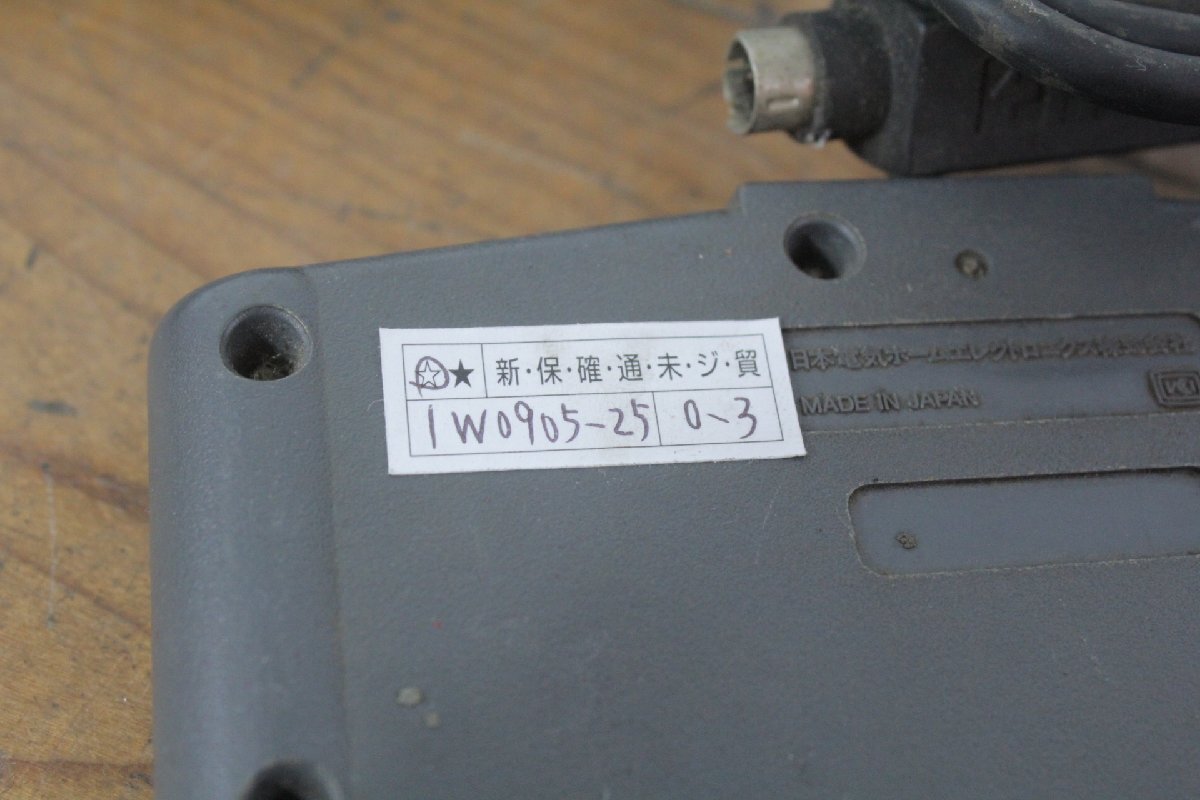 ☆★ 新・保・確・通・未・ジ・貿
1W0905-25 0~3
日本電気ホームエレクトロニクス株式会社
MADE IN JAPAN